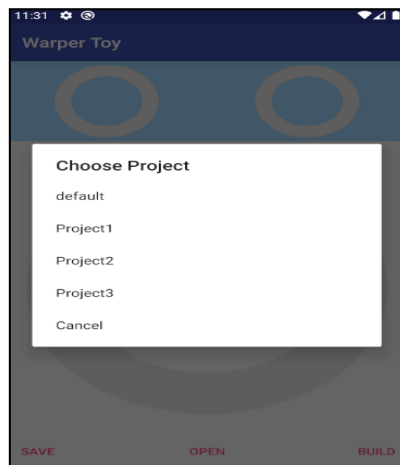 11:31
Warper Toy
Choose Project
default
Project1
Project2
Project3
Cancel
SAVE OPEN BUILD